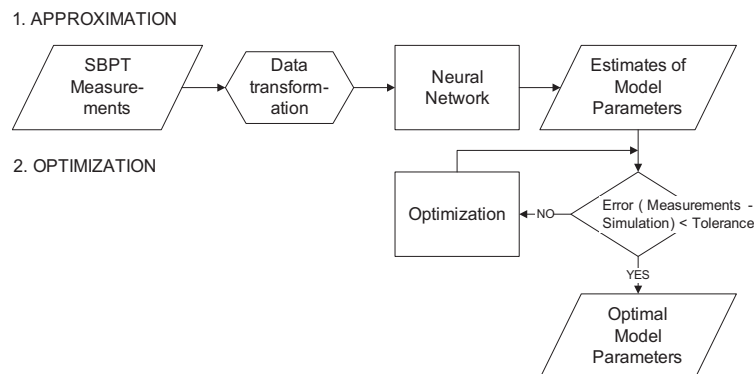 1. APPROXIMATION
SBPT
Measure-
ments
Data
transform-
ation
Neural
Network
Estimates of
Model
Parameters
2. OPTIMIZATION
Optimization
NO
Error ( Measurements -
Simulation) < Tolerance
YES
Optimal
Model
Parameters